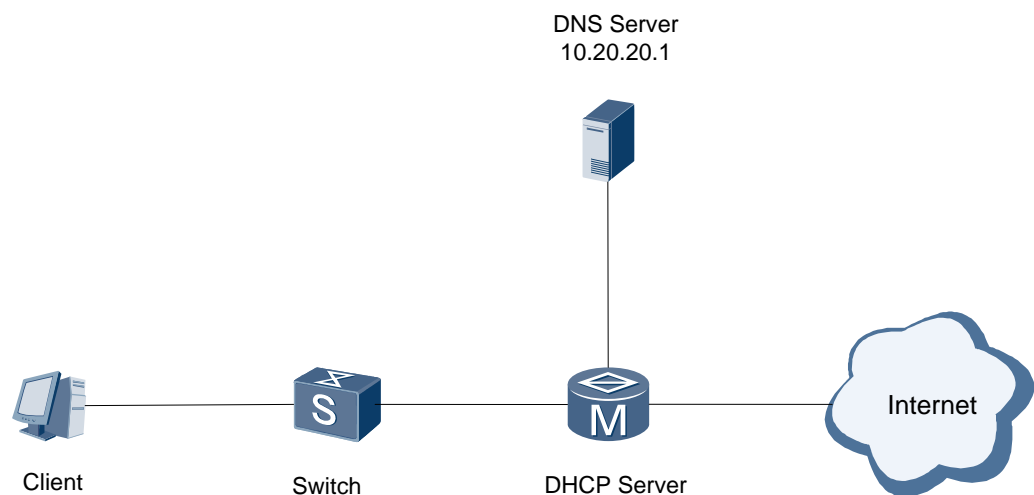 DNS Server
10.20.20.1
S
M
Internet
Client
Switch
DHCP Server